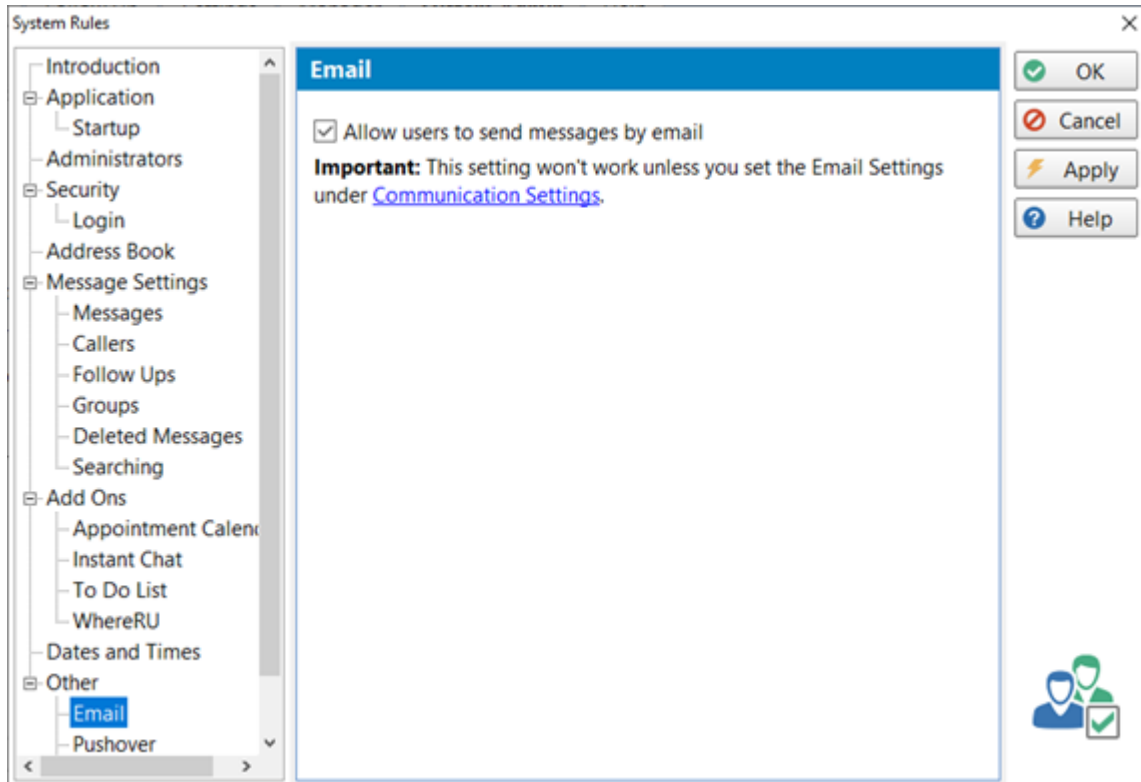 System Rules
Introduction
Application
Startup
Administrators
Security
Login
Address Book
Message Settings
Messages
Callers
Follow Ups
Groups
Deleted Messages
Searching
Add Ons
Appointment Calen
Instant Chat
To Do List
WhereRU
Dates and Times
Other
Email
Pushover
Email
Allow users to send messages by email
Important: This setting won't work unless you set the Email Settings
under Communication Settings.
OK
Cancel
Apply
Help